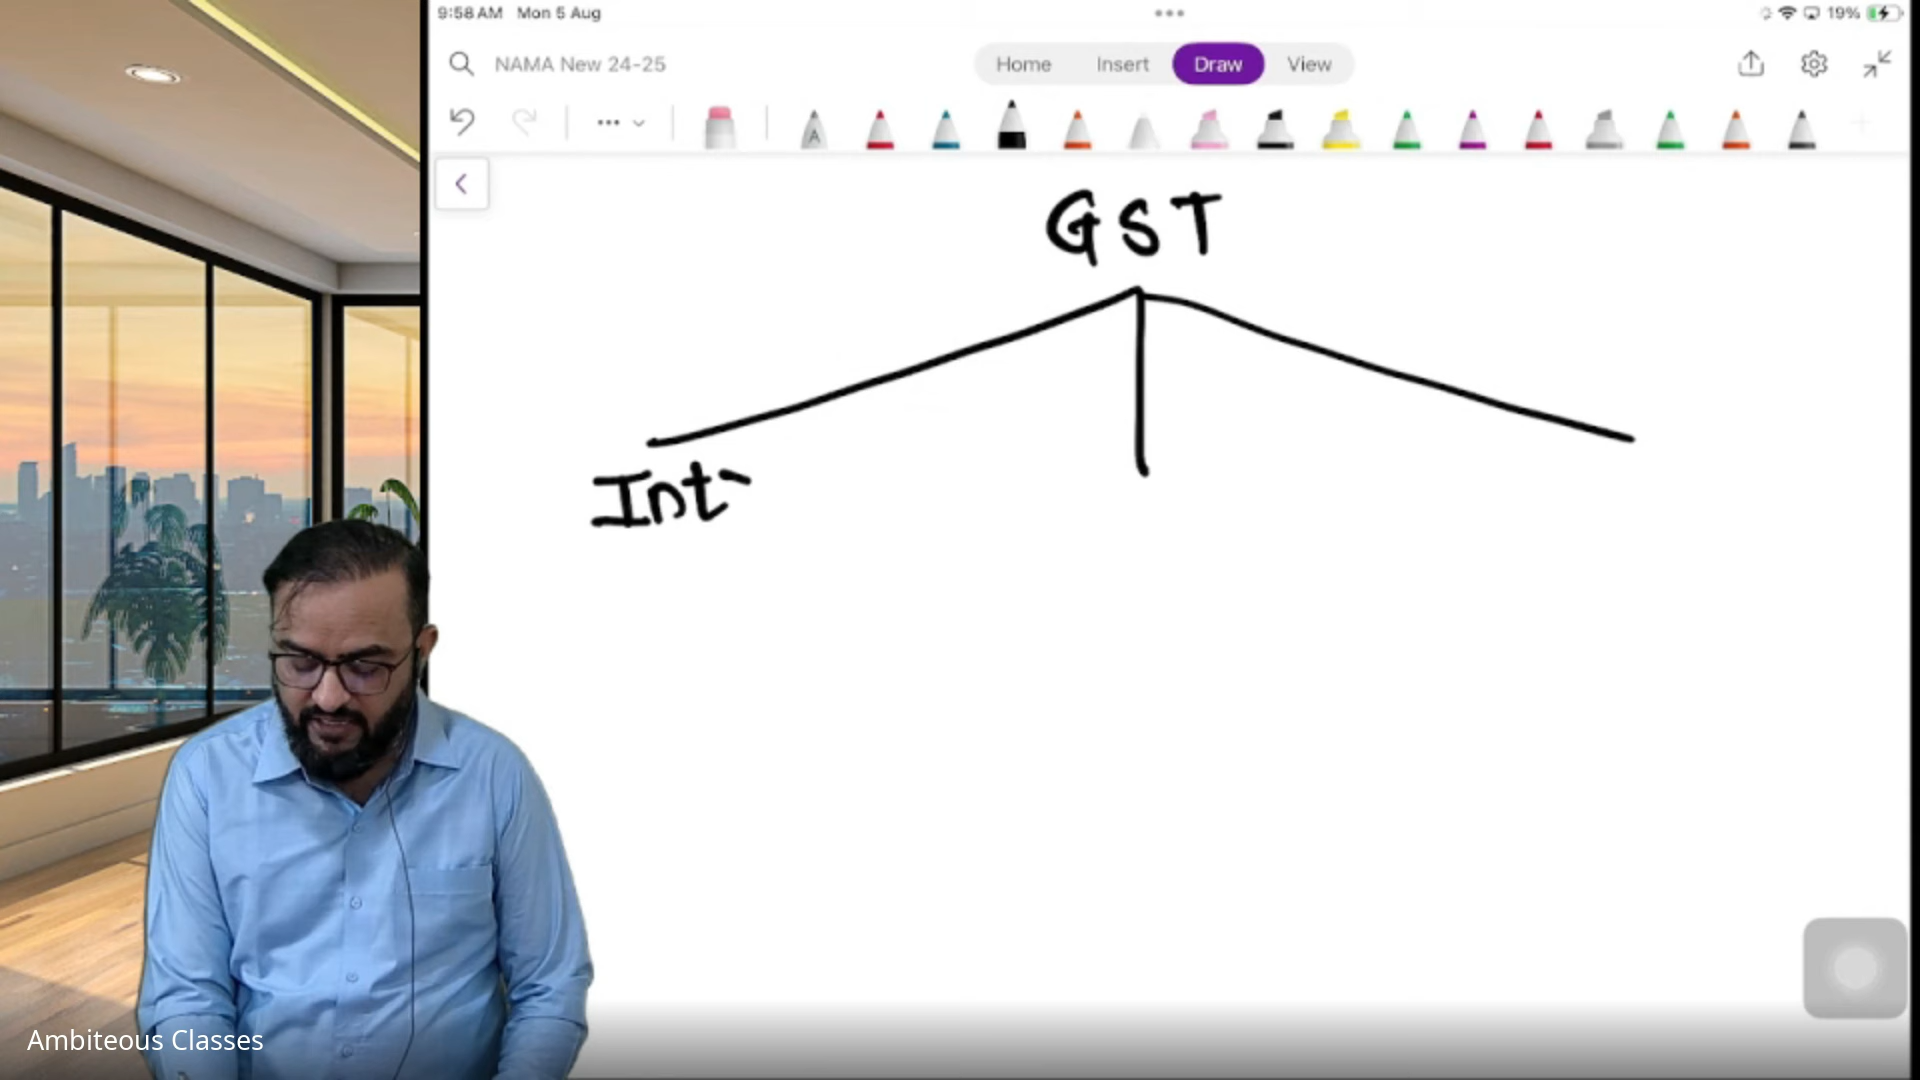 9:58 AM Mon 5 Aug
19%
NAMA New 24-25
Home Insert Draw View
A
GST
Int
Ambiteous Classes